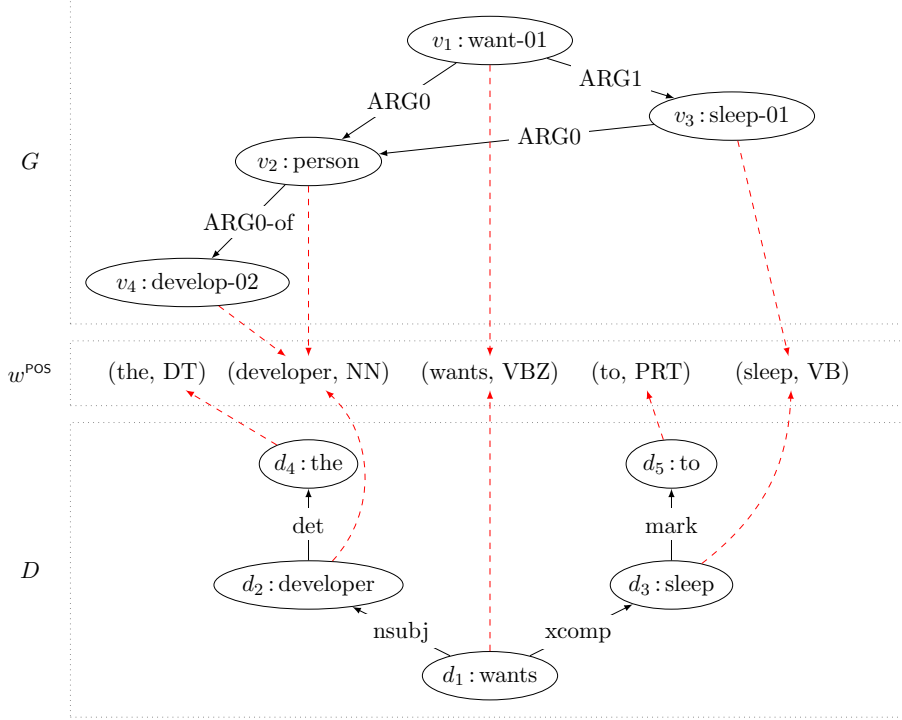 v₁ : want-01
ARG0
ARG1
v₃ : sleep-01
ARG0
G
v₂ : person
ARG0-of
v₄ : develop-02
wᴾᴼˢ (the, DT) (developer, NN) (wants, VBZ) (to, PRT) (sleep, VB)
d₄ : the
d₅ : to
det
mark
D
d₂ : developer
d₃ : sleep
nsubj
xcomp
d₁ : wants